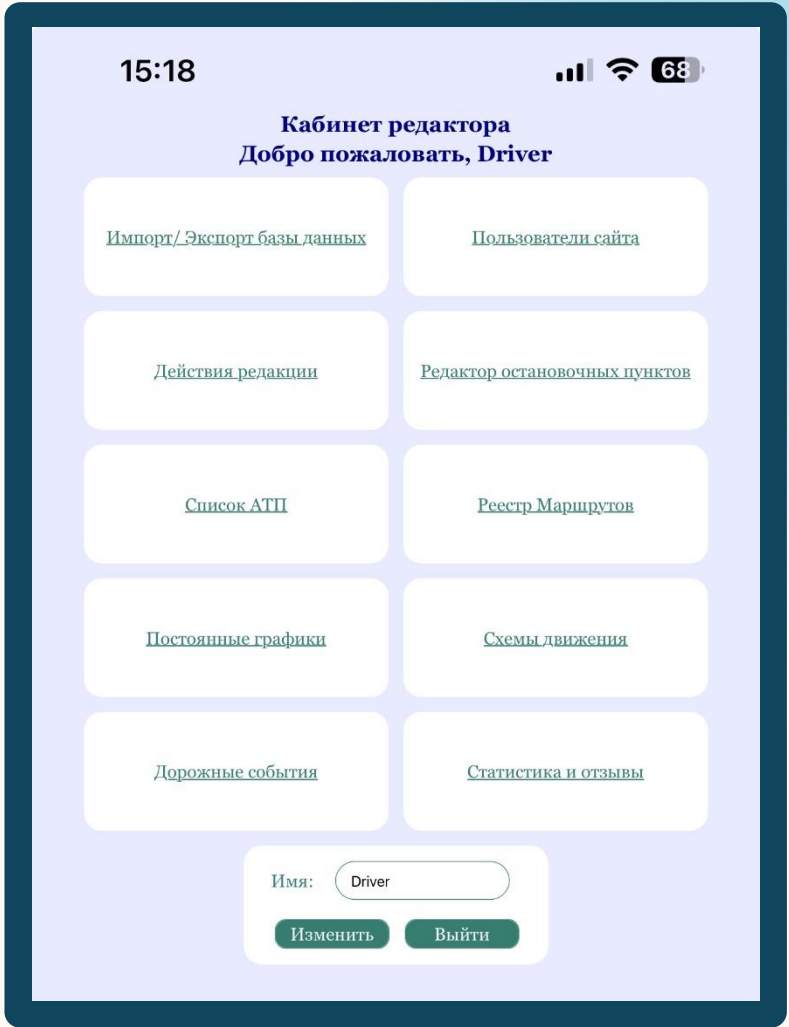 15:18
68
Кабинет редактора
Добро пожаловать, Driver
Импорт/ Экспорт базы данных
Пользователи сайта
Действия редакции
Редактор остановочных пунктов
Список АТП
Реестр Маршрутов
Постоянные графики
Схемы движения
Дорожные события
Статистика и отзывы
Имя:
Driver
Изменить
Выйти